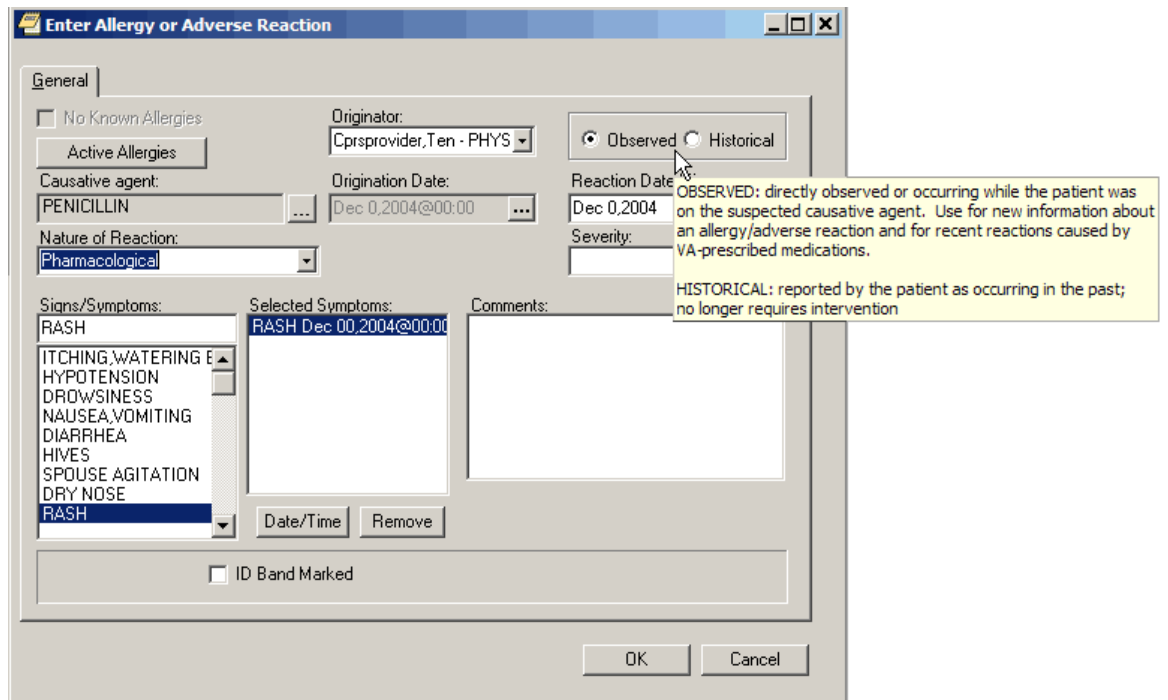 Enter Allergy or Adverse Reaction
General
No Known Allergies
Active Allergies
Originator:
Cprsprovider,Ten - PHYS
Observed
Historical
Causative agent:
PENICILLIN
...
Origination Date:
Dec 0,2004@00:00
...
Reaction Date
Dec 0,2004
OBSERVED: directly observed or occurring while the patient was
on the suspected causative agent. Use for new information about
an allergy/adverse reaction and for recent reactions caused by
VA-prescribed medications.
HISTORICAL: reported by the patient as occurring in the past;
no longer requires intervention
Nature of Reaction:
Pharmacological
Severity:
Signs/Symptoms:
RASH
ITCHING,WATERING E
HYPOTENSION
DROWSINESS
NAUSEA,VOMITING
DIARRHEA
HIVES
SPOUSE AGITATION
DRY NOSE
RASH
Selected Symptoms:
RASH Dec 00,2004@00:00
Date/Time
Remove
Comments:
ID Band Marked
OK
Cancel